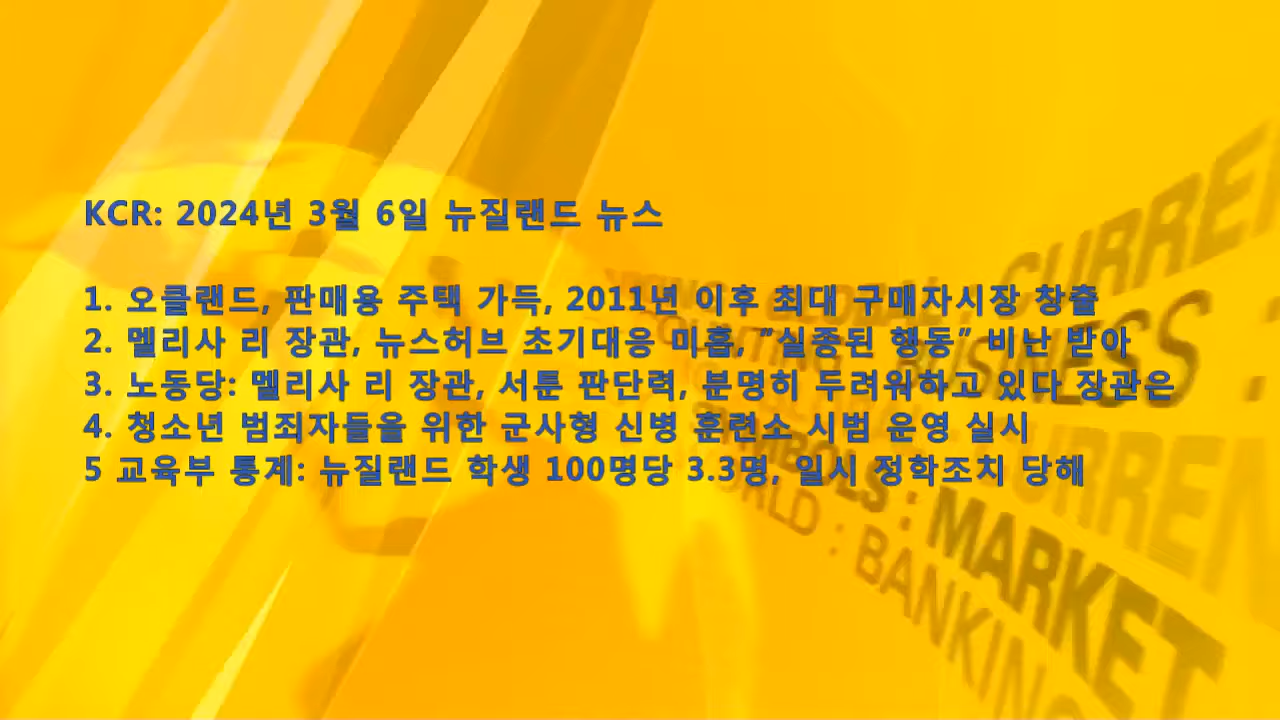 KCR: 2024년 3월 6일 뉴질랜드 뉴스
1. 오클랜드, 판매용 주택 가득, 2011년 이후 최대 구매자시장 창출
2. 멜리사 리 장관, 뉴스허브 초기대응 미흡, "실종된 행동" 비난 받아
3. 노동당: 멜리사 리 장관, 서툰 판단력, 분명히 두려워하고 있다 장관은
4. 청소년 범죄자들을 위한 군사형 신병 훈련소 시범 운영 실시
5 교육부 통계: 뉴질랜드 학생 100명당 3.3명, 일시 정학조치 당해
CURREN
BUSINESS :
CURREN
SYMBOLS : MARKET
WORLD : BANKING